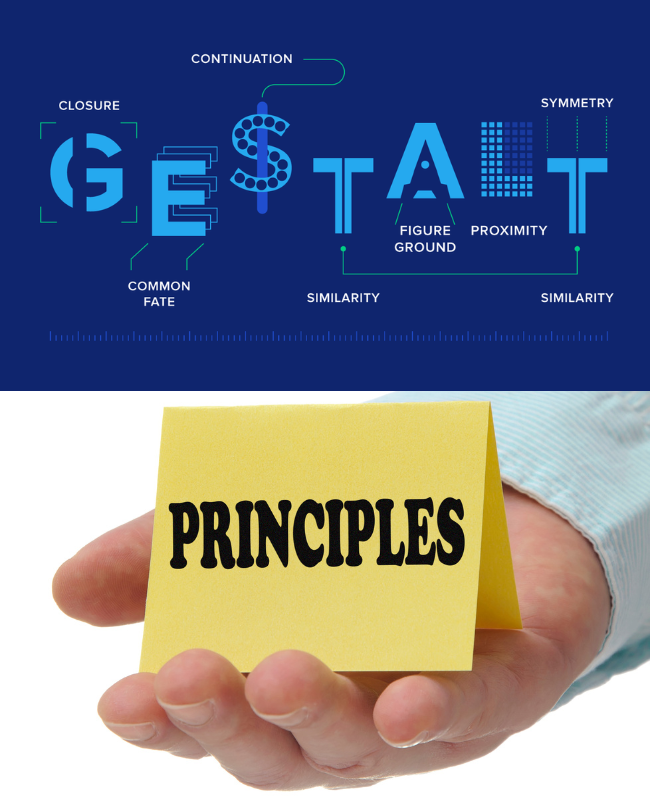 CONTINUATION
CLOSURE
SYMMETRY
GESTALT
FIGURE
GROUND
PROXIMITY
COMMON
FATE
SIMILARITY
SIMILARITY
PRINCIPLES